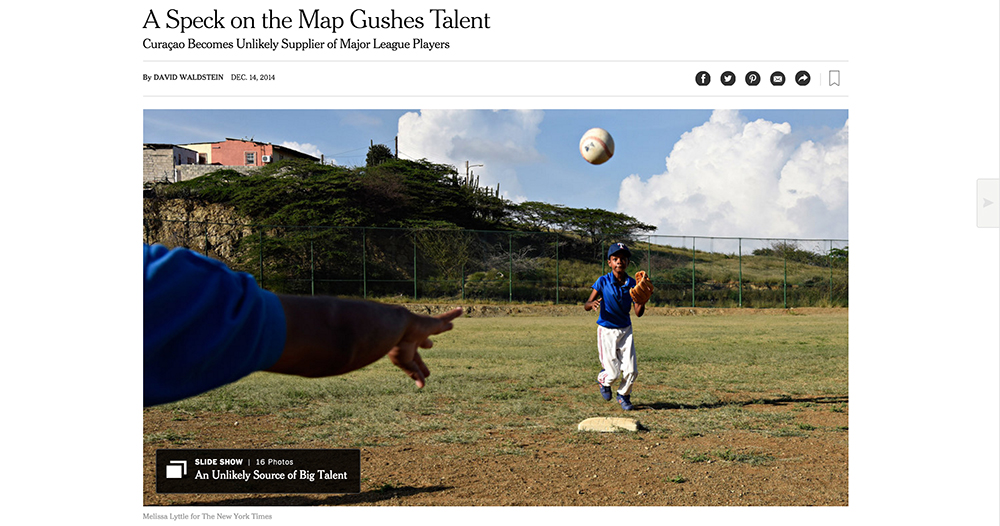 A Speck on the Map Gushes Talent
Curaçao Becomes Unlikely Supplier of Major League Players
By DAVID WALDSTEIN DEC. 14, 2014
T
SLIDE SHOW | 16 Photos
An Unlikely Source of Big Talent
Melissa Lyttle for The New York Times